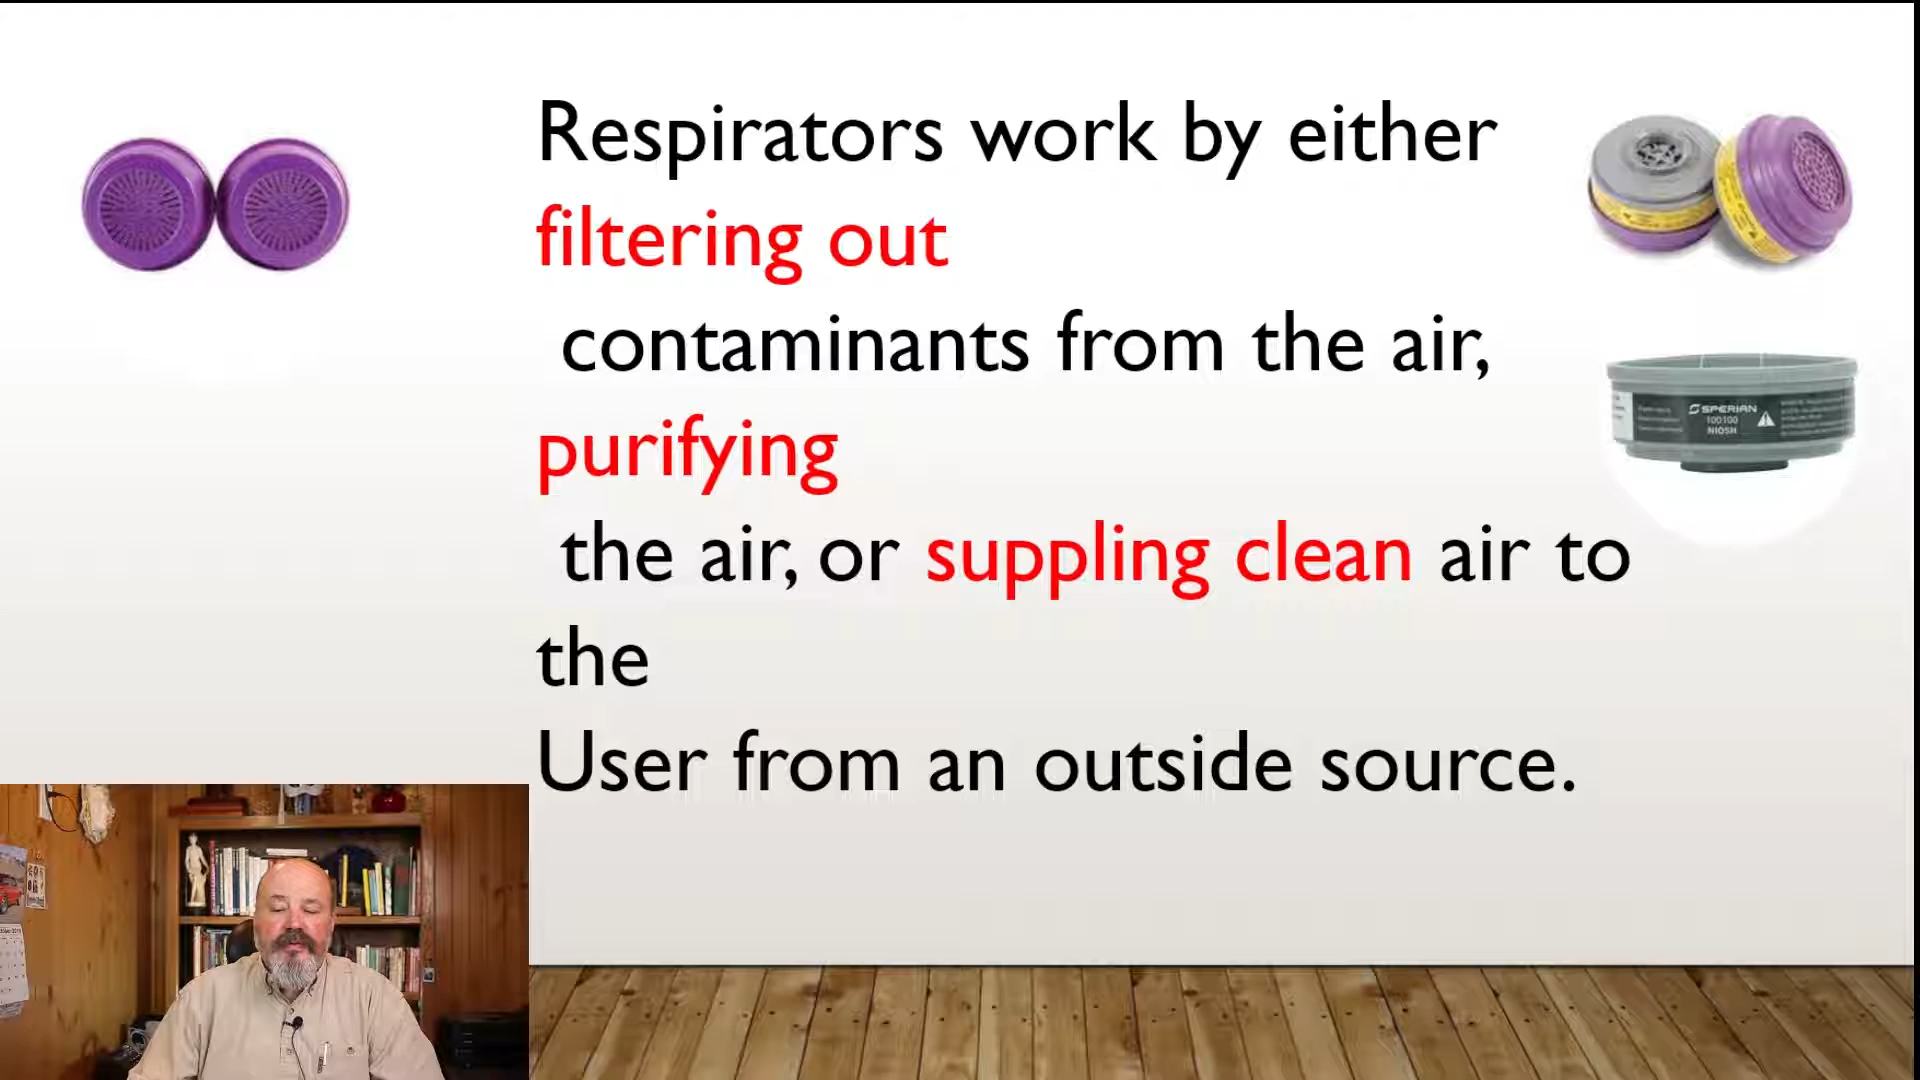 Respirators work by either
filtering out
contaminants from the air,
purifying
the air, or suppling clean air to
the
User from an outside source.
SPERIAN
100100
NIOSH